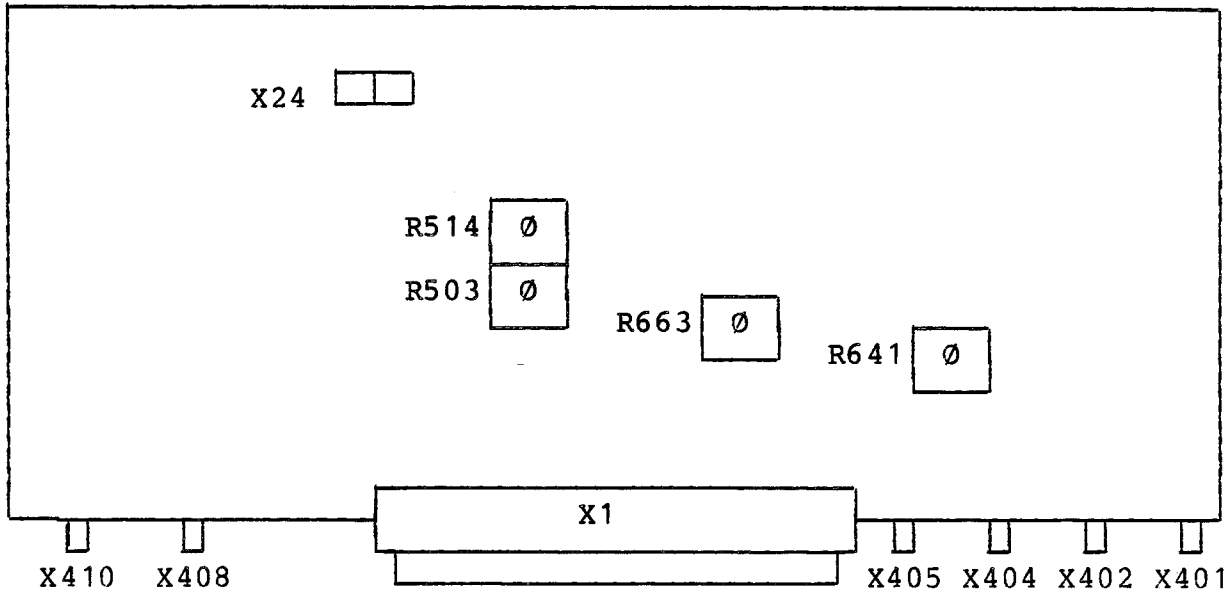 X24
R514 Ø
R503 Ø
R663 Ø
R641 Ø
X1
X410 X408 X405 X404 X402 X401